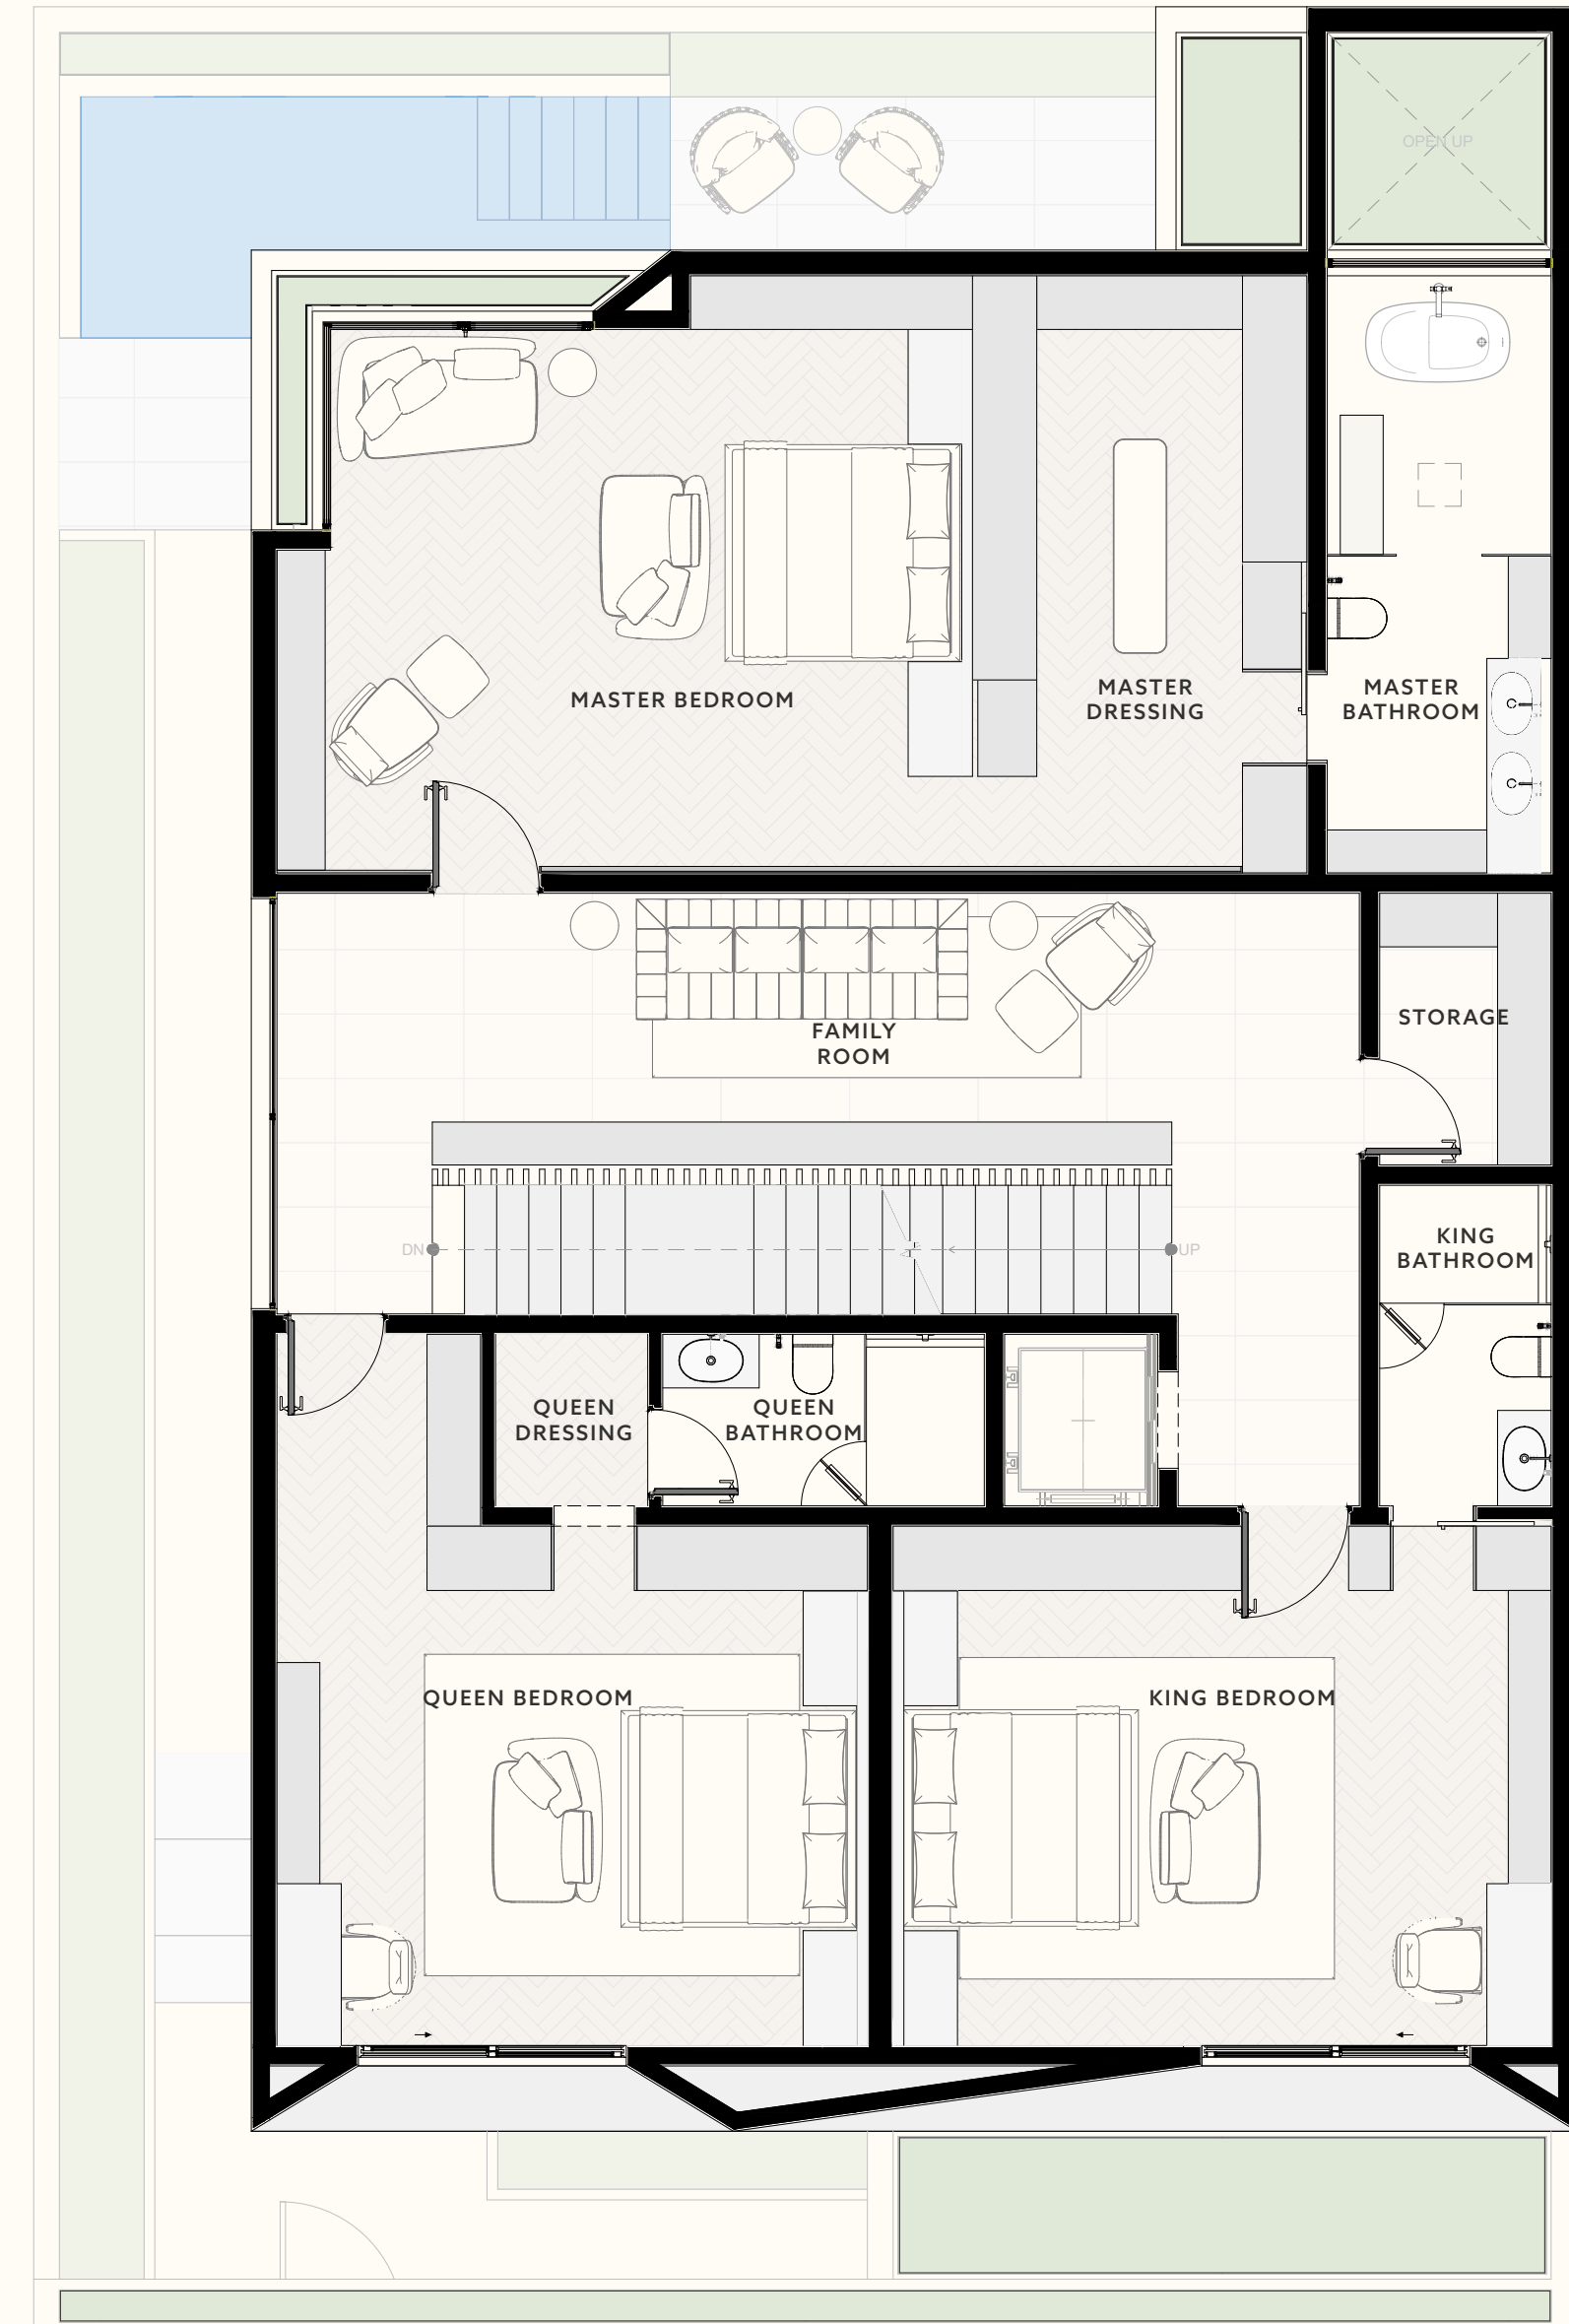 OPEN UP
MASTER BEDROOM
MASTER
DRESSING
MASTER
BATHROOM
FAMILY
ROOM
STORAGE
DN
UP
KING
BATHROOM
QUEEN
DRESSING
QUEEN
BATHROOM
QUEEN BEDROOM
KING BEDROOM